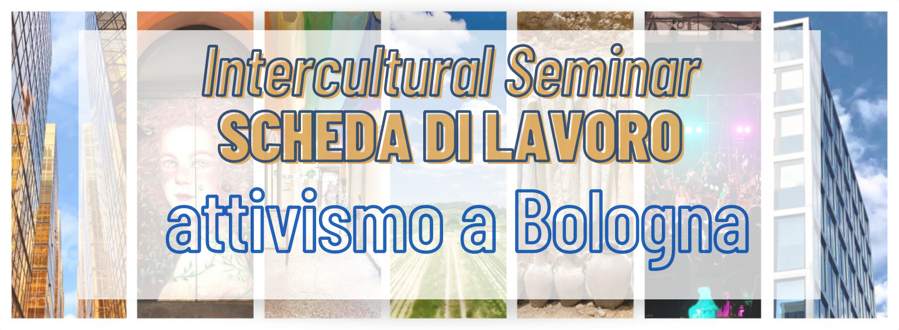 Intercultural Seminar
SCHEDA DI LAVORO
attivismo a Bologna